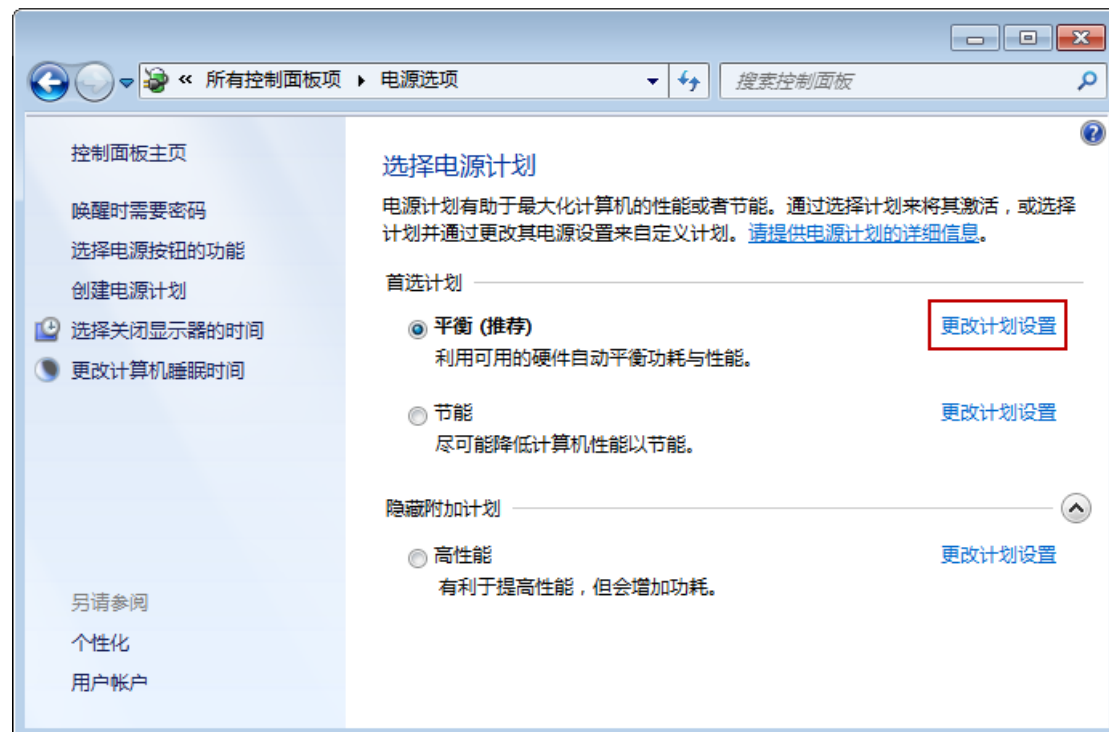 « 所有控制面板项 ▸ 电源选项
搜索控制面板
控制面板主页
唤醒时需要密码
选择电源按钮的功能
创建电源计划
选择关闭显示器的时间
更改计算机睡眠时间
另请参阅
个性化
用户帐户
选择电源计划
电源计划有助于最大化计算机的性能或者节能。通过选择计划来将其激活，或选择
计划并通过更改其电源设置来自定义计划。请提供电源计划的详细信息。
首选计划
平衡 (推荐) 更改计划设置
利用可用的硬件自动平衡功耗与性能。
节能 更改计划设置
尽可能降低计算机性能以节能。
隐藏附加计划
高性能 更改计划设置
有利于提高性能，但会增加功耗。